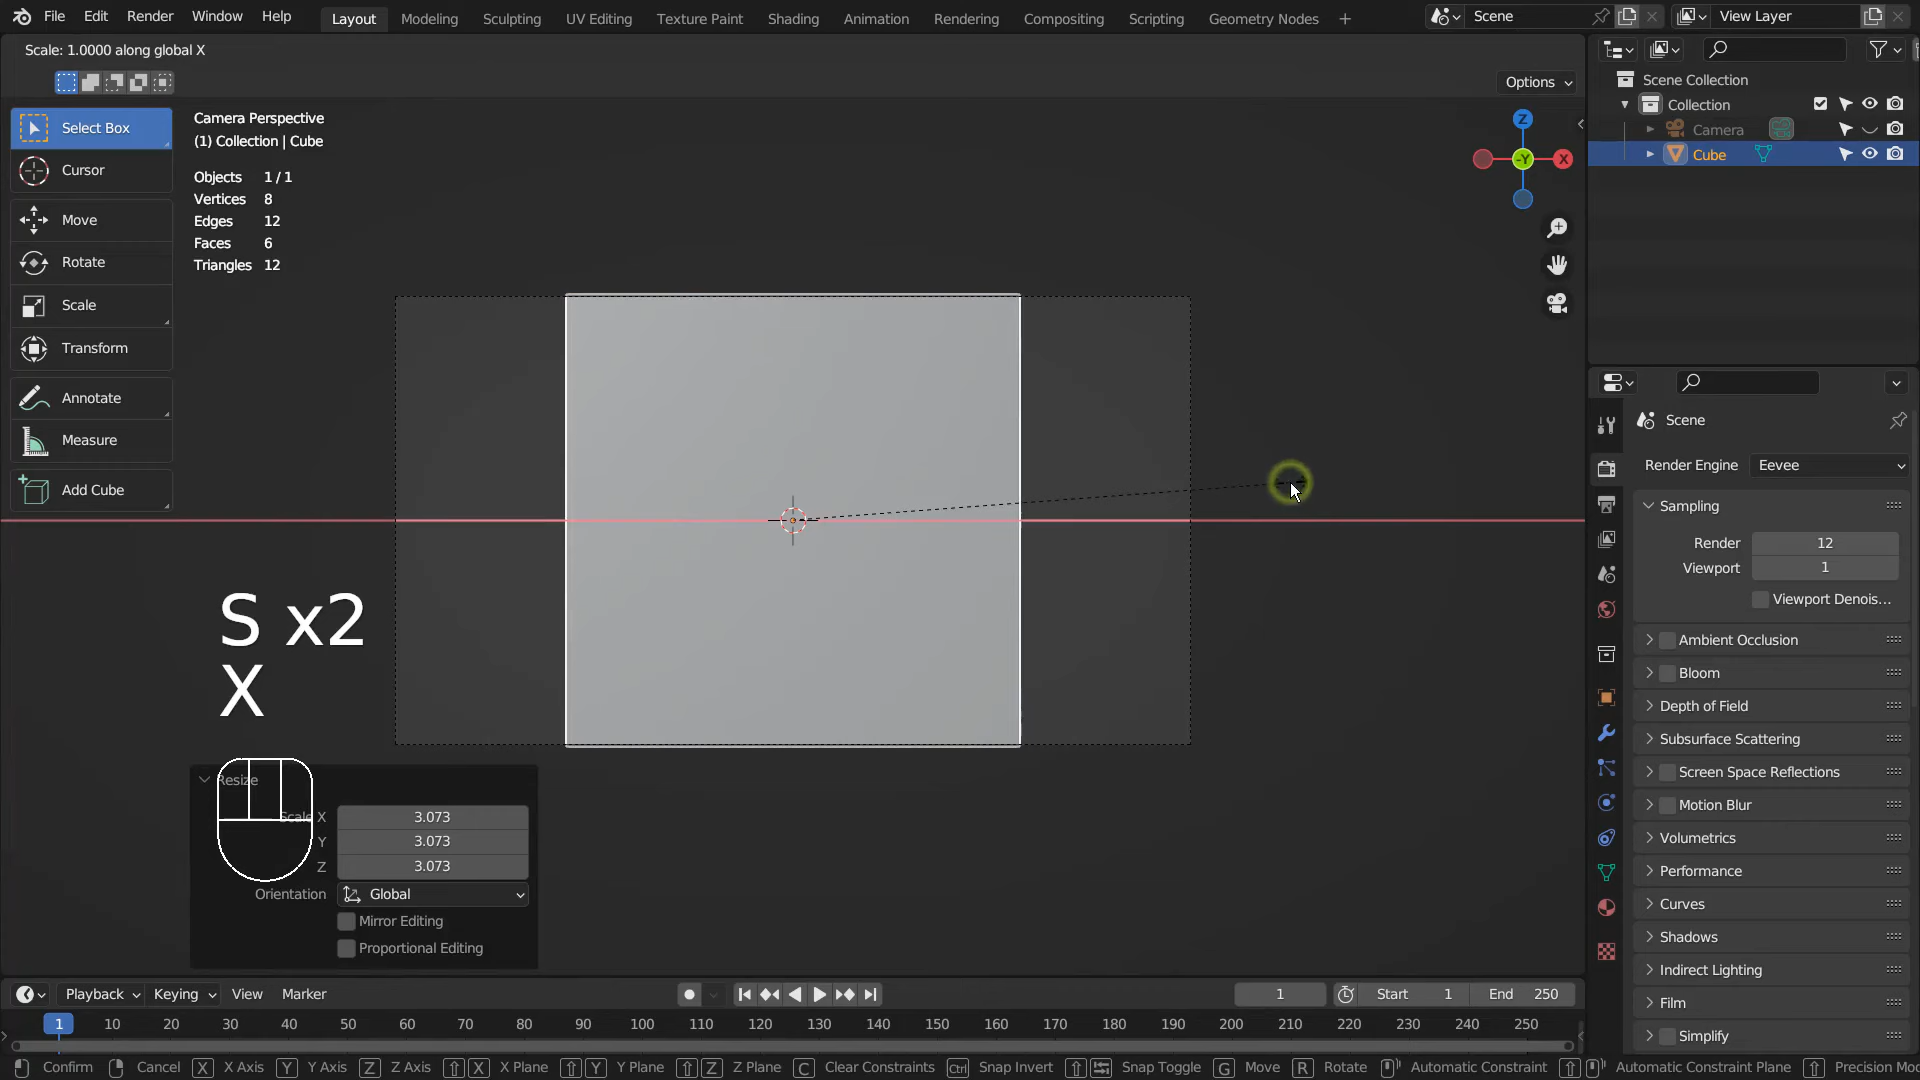 File Edit Render Window Help Layout Modeling Sculpting UV Editing Texture Paint Shading Animation Rendering Compositing Scripting Geometry Nodes + Scene View Layer
Scale: 1.0000 along global X
Options
Select Box
Cursor
Move
Rotate
Scale
Transform
Annotate
Measure
Add Cube
Camera Perspective
(1) Collection | Cube
Objects 1 / 1
Vertices 8
Edges 12
Faces 6
Triangles 12
Z
-Y
X
S x2
X
Resize
Scale X 3.073
Y 3.073
Z 3.073
Orientation Global
Mirror Editing
Proportional Editing
Scene Collection
Collection
Camera
Cube
Scene
Render Engine Eevee
Sampling
Render 12
Viewport 1
Viewport Denois...
Ambient Occlusion
Bloom
Depth of Field
Subsurface Scattering
Screen Space Reflections
Motion Blur
Volumetrics
Performance
Curves
Shadows
Indirect Lighting
Film
Simplify
Playback Keying View Marker 1 Start 1 End 250
1 10 20 30 40 50 60 70 80 90 100 110 120 130 140 150 160 170 180 190 200 210 220 230 240 250
Confirm Cancel X X Axis Y Y Axis Z Z Axis X X Plane Y Y Plane Z Z Plane C Clear Constraints Ctrl Snap Invert Snap Toggle G Move R Rotate Automatic Constraint Automatic Constraint Plane Precision Mo